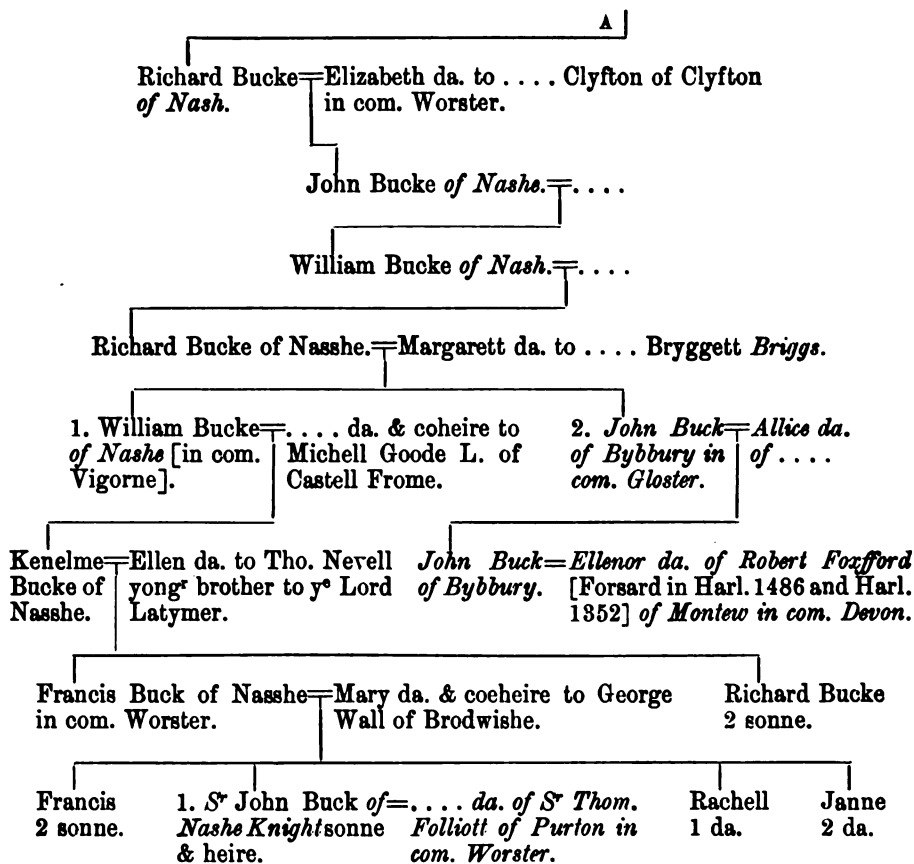 A
Richard Bucke=Elizabeth da. to . . . . Clyfton of Clyfton
of Nash. in com. Worster.
John Bucke of Nashe.=. . . .
William Bucke of Nash.=. . . .
Richard Bucke of Nasshe.=Margarett da. to . . . . Bryggett Briggs.
1. William Bucke=. . . . da. & coheire to
of Nashe [in com. Michell Goode L. of
Vigorne]. Castell Frome.
2. John Buck=Allice da.
of Bybbury in of . . . .
com. Gloster.
Kenelme=Ellen da. to Tho. Nevell
Bucke of yongr brother to ye Lord
Nasshe. Latymer.
John Buck=Ellenor da. of Robert Foxfford
of Bybbury. [Forsard in Harl. 1486 and Harl.
1352] of Montew in com. Devon.
Francis Buck of Nasshe=Mary da. & coeheire to George
in com. Worster. Wall of Brodwishe.
Richard Bucke
2 sonne.
Francis
2 sonne.
1. Sr John Buck of=. . . . da. of Sr Thom.
Nashe Knight sonne Folliott of Purton in
& heire. com. Worster.
Rachell
1 da.
Janne
2 da.